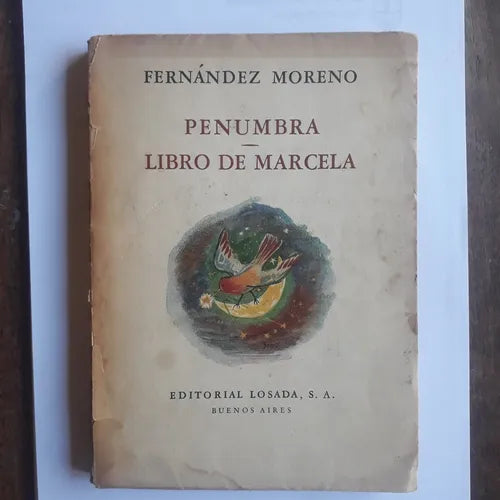 FERNÁNDEZ MORENO
PENUMBRA
LIBRO DE MARCELA
EDITORIAL LOSADA, S. A.
BUENOS AIRES